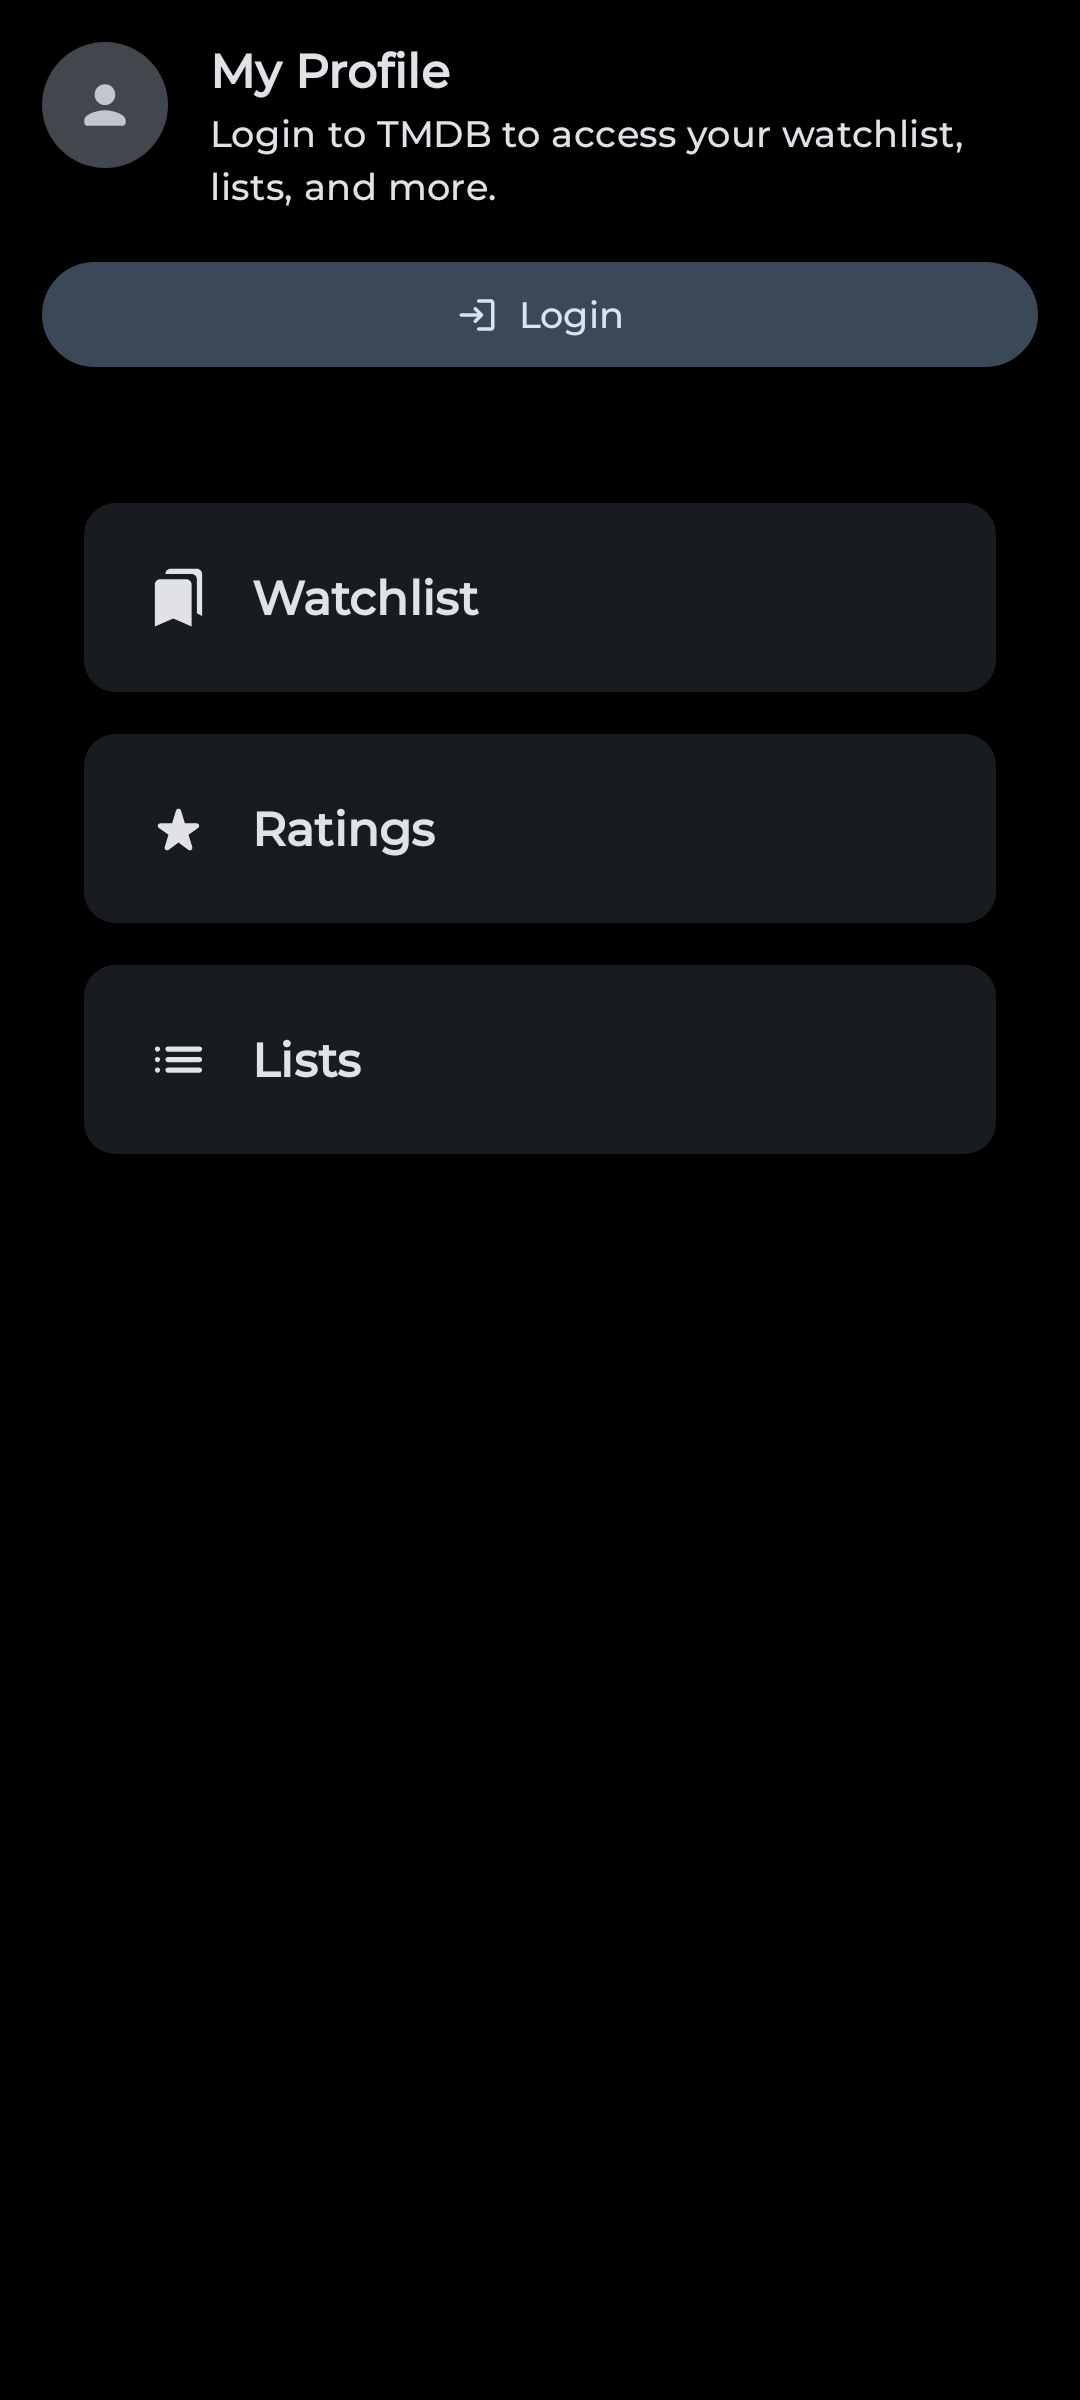 My Profile
Login to TMDB to access your watchlist,
lists, and more.
Login
Watchlist
Ratings
Lists